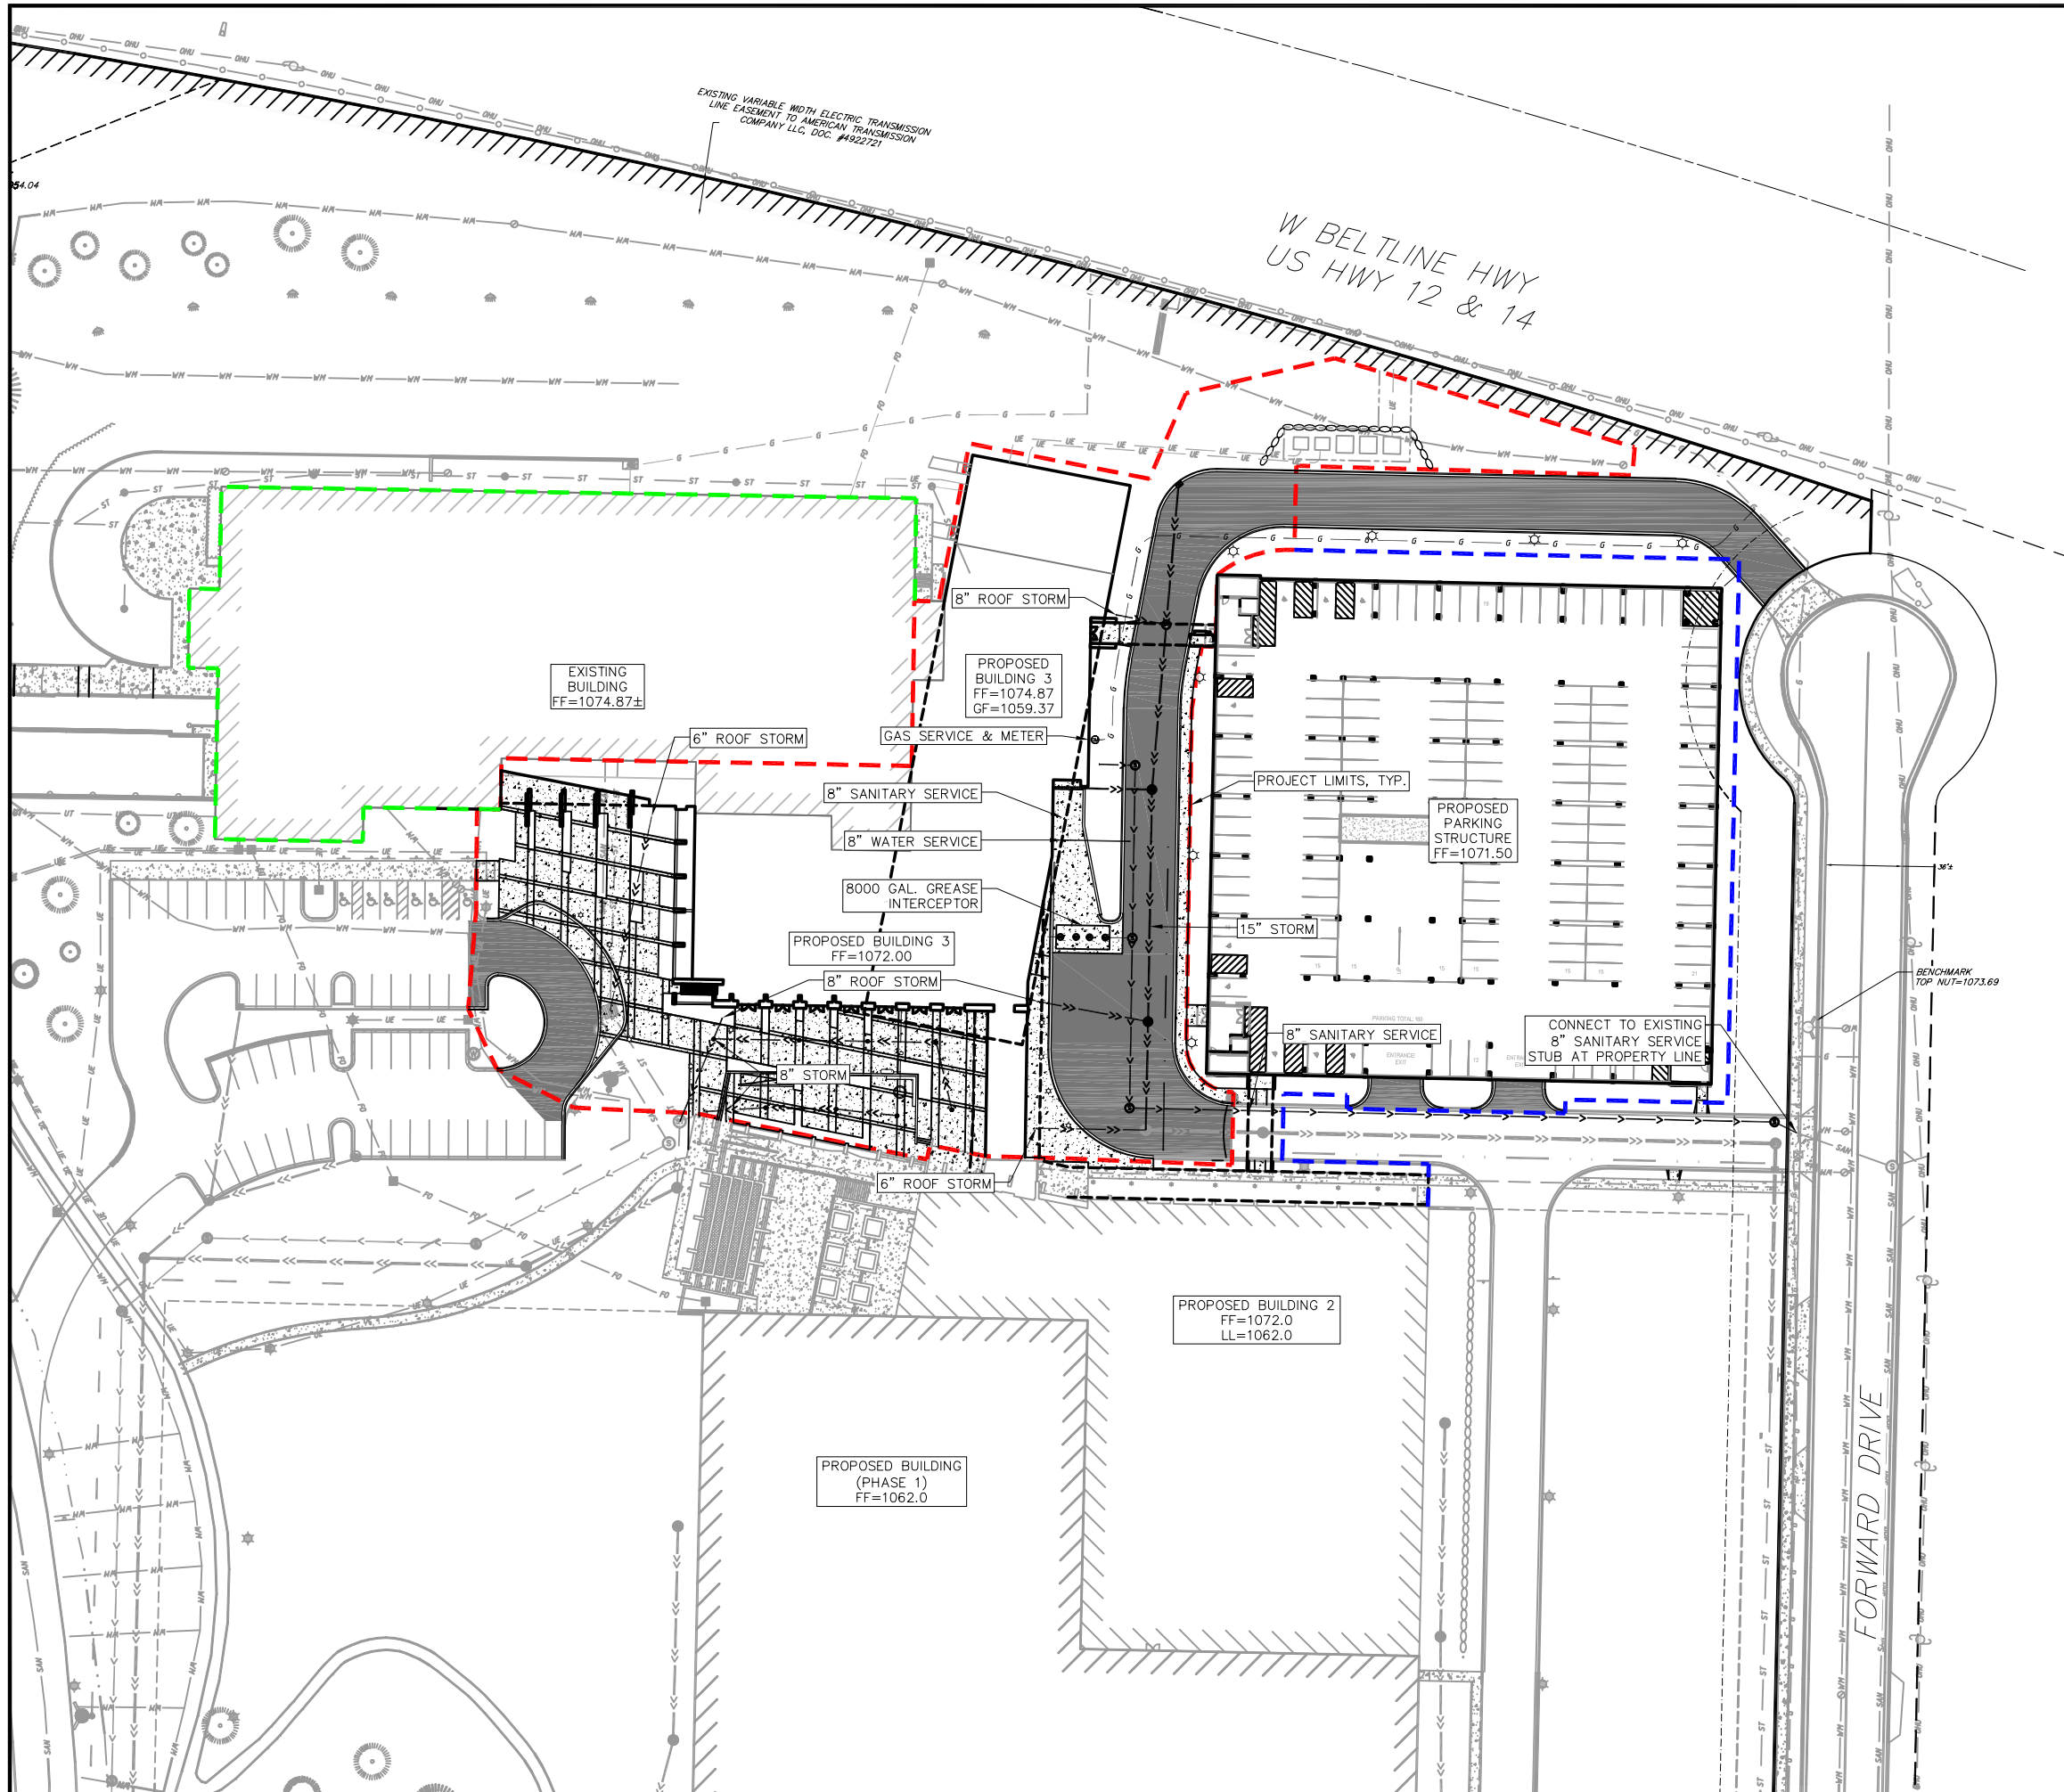 EXISTING VARIABLE WIDTH ELECTRIC TRANSMISSION
LINE EASEMENT TO AMERICAN TRANSMISSION
COMPANY LLC, DOC. #4922721
W BELTLINE HWY
US HWY 12 & 14
8" ROOF STORM
EXISTING
BUILDING
FF=1074.87±
PROPOSED
BUILDING 3
FF=1074.87
GF=1059.37
6" ROOF STORM
GAS SERVICE & METER
PROJECT LIMITS, TYP.
8" SANITARY SERVICE
PROPOSED
PARKING
STRUCTURE
FF=1071.50
8" WATER SERVICE
36'±
8000 GAL. GREASE
INTERCEPTOR
15" STORM
PROPOSED BUILDING 3
FF=1072.00
8" ROOF STORM
BENCHMARK
TOP NUT=1073.69
8" SANITARY SERVICE
CONNECT TO EXISTING
8" SANITARY SERVICE
STUB AT PROPERTY LINE
8" STORM
6" ROOF STORM
PROPOSED BUILDING 2
FF=1072.0
LL=1062.0
PROPOSED BUILDING
(PHASE 1)
FF=1062.0
FORWARD DRIVE